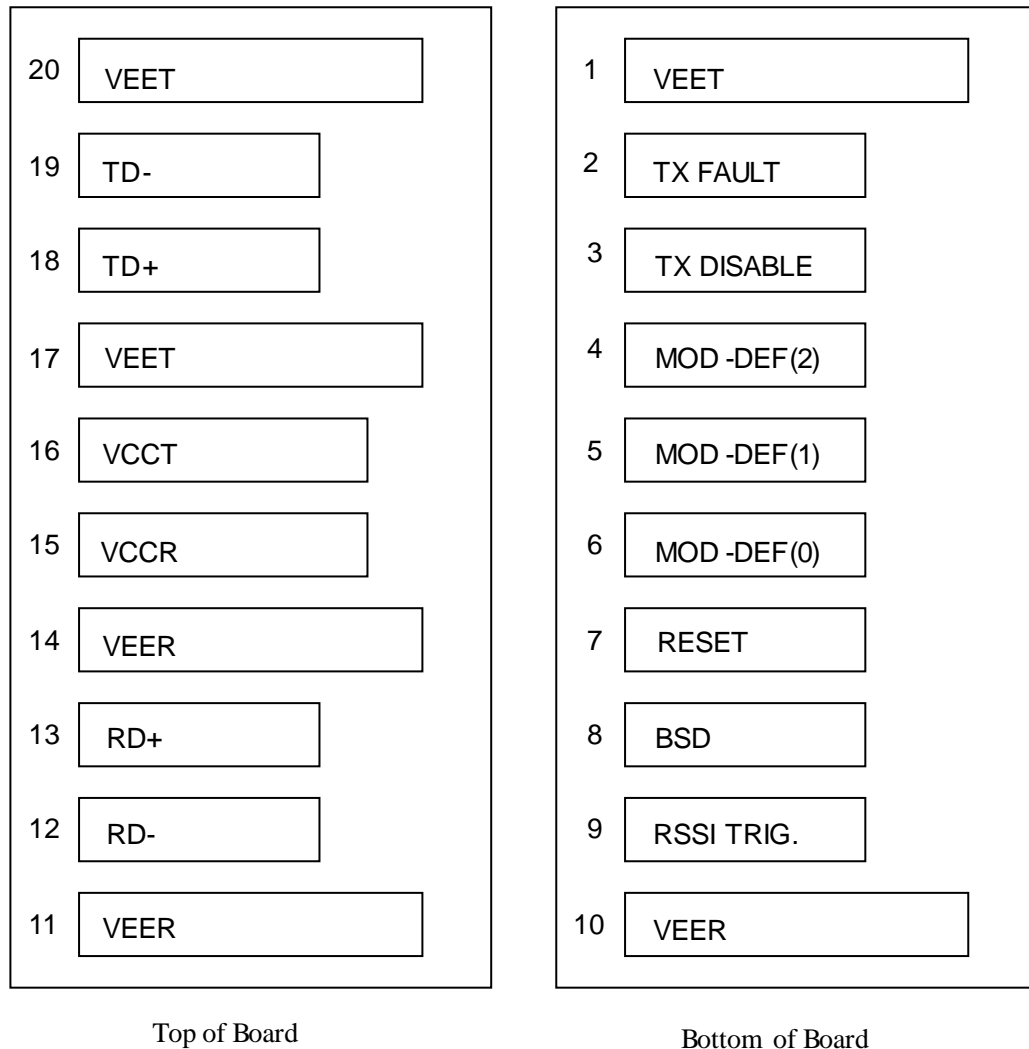 20 VEET
19 TD-
18 TD+
17 VEET
16 VCCT
15 VCCR
14 VEER
13 RD+
12 RD-
11 VEER
Top of Board
1 VEET
2 TX FAULT
3 TX DISABLE
4 MOD -DEF(2)
5 MOD -DEF(1)
6 MOD -DEF(0)
7 RESET
8 BSD
9 RSSI TRIG.
10 VEER
Bottom of Board